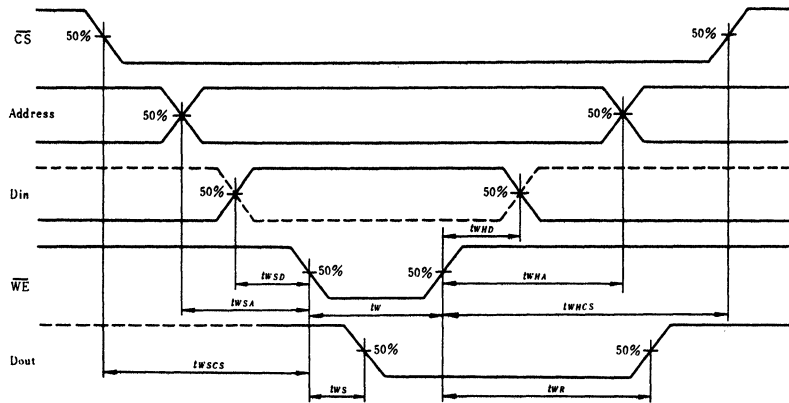 CS
50%
50%
Address
50%
50%
Din
50%
50%
tWHD
WE
tWSD
50%
50%
tWHA
tWSA
tW
tWHCS
Dout
50%
50%
tWSCS
tWS
tWR